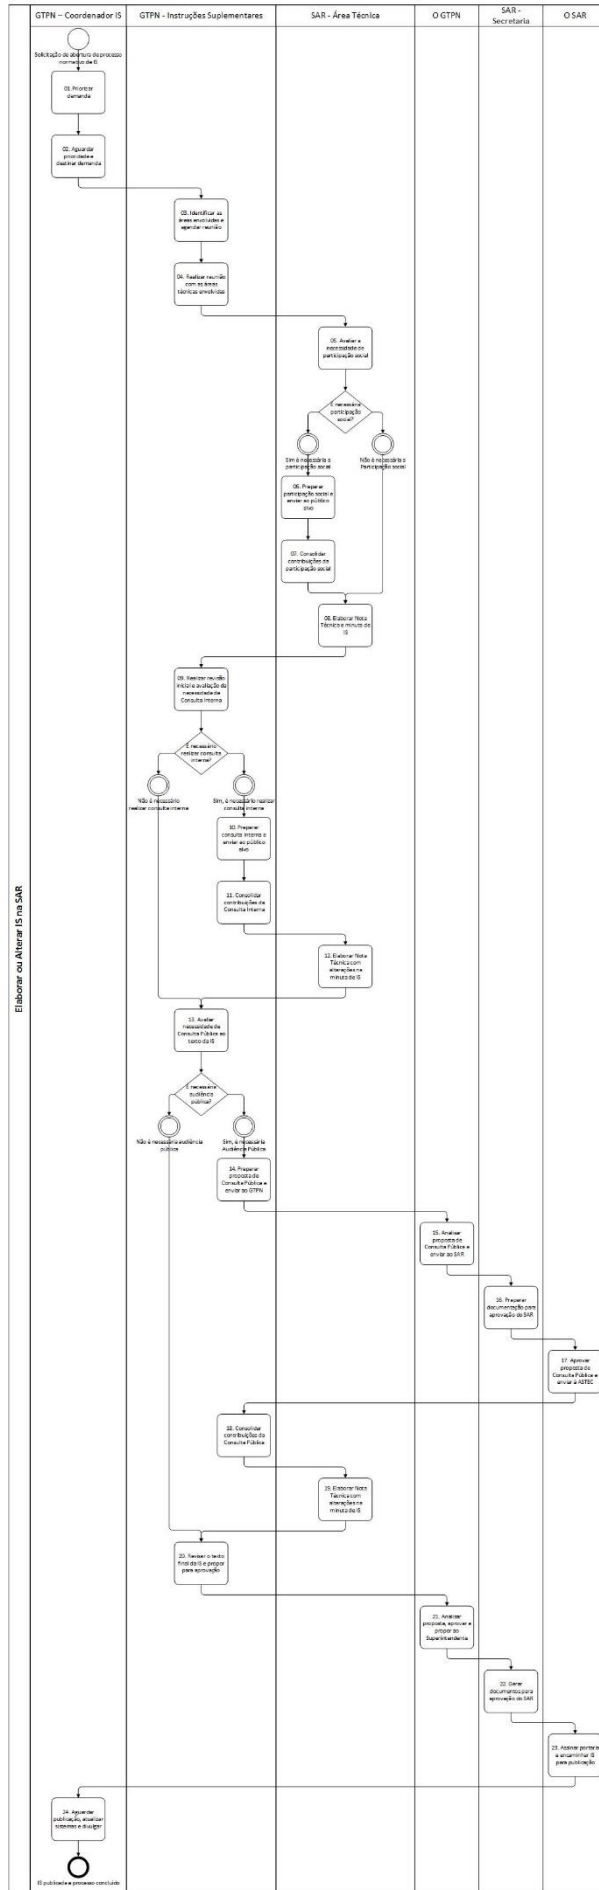 GTPN – Coordenador IS
GTPN - Instruções Suplementares
SAR - Área Técnica
O GTPN
SAR -
Secretaria
O SAR
Elaborar ou Alterar IS na SAR
Solicitação de abertura de processo
normativo de IS
01. Priorizar
demanda
02. Aguardar
prioridade e
destinar demanda
03. Identificar as
áreas envolvidas e
agendar reunião
04. Realizar reunião
com as áreas
técnicas envolvidas
05. Avaliar a
necessidade de
participação social
É necessária
participação
social?
Sim é necessária a
participação social
Não é necessária a
Participação social
06. Preparar
participação social e
enviar ao público
alvo
07. Consolidar
contribuições da
participação social
08. Elaborar Nota
Técnica e minuta de
IS
09. Realizar revisão
inicial e avaliação da
necessidade de
Consulta Interna
É necessário
realizar consulta
interna?
Não é necessário
realizar consulta interna
Sim, é necessário realizar
consulta interna
10. Preparar
consulta interna e
enviar ao público
alvo
11. Consolidar
contribuições da
Consulta Interna
12. Elaborar Nota
Técnica com
alterações na
minuta de IS
13. Avaliar
necessidade de
Consulta Pública ao
texto da IS
É necessária
audiência
pública?
Não é necessária audiência
pública
Sim, é necessária
Audiência Pública
14. Preparar
proposta de
Consulta Pública e
enviar ao GTPN
15. Analisar
proposta de
Consulta Pública e
enviar ao SAR
16. Preparar
documentação para
aprovação do SAR
17. Aprovar
proposta de
Consulta Pública e
enviar à ASTEC
18. Consolidar
contribuições da
Consulta Pública
19. Elaborar Nota
Técnica com
alterações na
minuta de IS
20. Revisar o texto
final da IS e propor
para aprovação
21. Analisar
proposta, aprovar e
propor ao
Superintendente
22. Gerar
documentos para
aprovação do SAR
23. Assinar portaria
e encaminhar IS
para publicação
24. Aguardar
publicação, atualizar
sistemas e divulgar
IS publicada e processo concluído